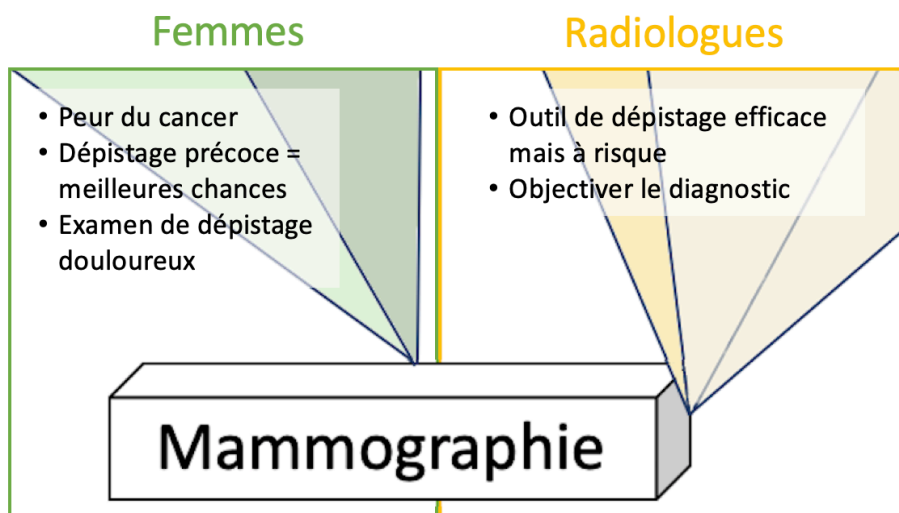 Femmes
• Peur du cancer
• Dépistage précoce =
meilleures chances
• Examen de dépistage
douloureux
Radiologues
• Outil de dépistage efficace
mais à risque
• Objectiver le diagnostic
Mammographie